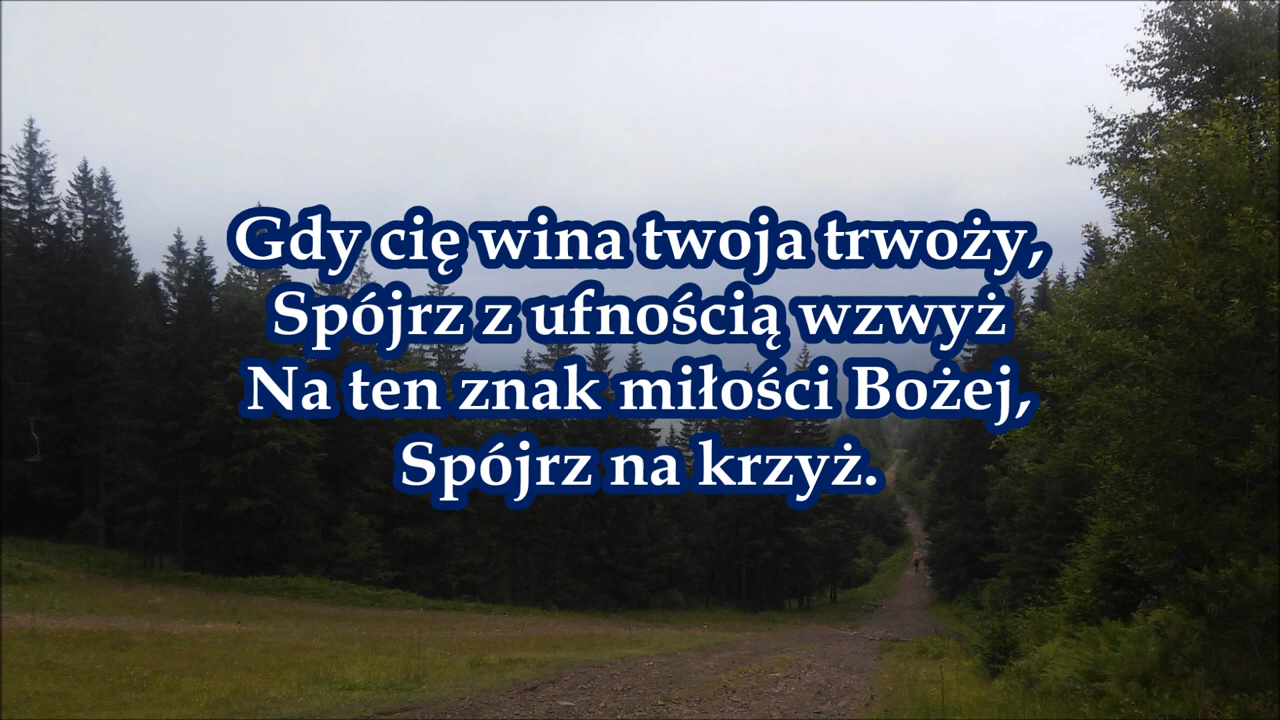 Gdy cię wina twoja trwoży,
Spójrz z ufnością wzwyż
Na ten znak miłości Bożej,
Spójrz na krzyż.